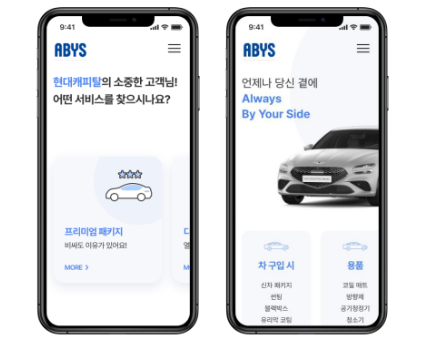 9:41
ABYS
현대캐피탈의 소중한 고객님!
어떤 서비스를 찾으시나요?
프리미엄 패키지
비싸도 이유가 있어요!
MORE >
9:41
ABYS
언제나 당신 곁에
Always
By Your Side
차 구입 시
신차 패키지
썬팅
블랙박스
유리막 코팅
용품
코일 매트
방향제
공기청정기
청소기